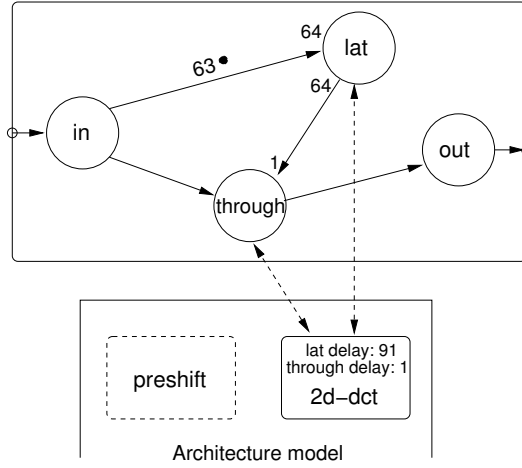 64
lat
63
64
in
out
1
through
lat delay: 91
through delay: 1
preshift
2d-dct
Architecture model